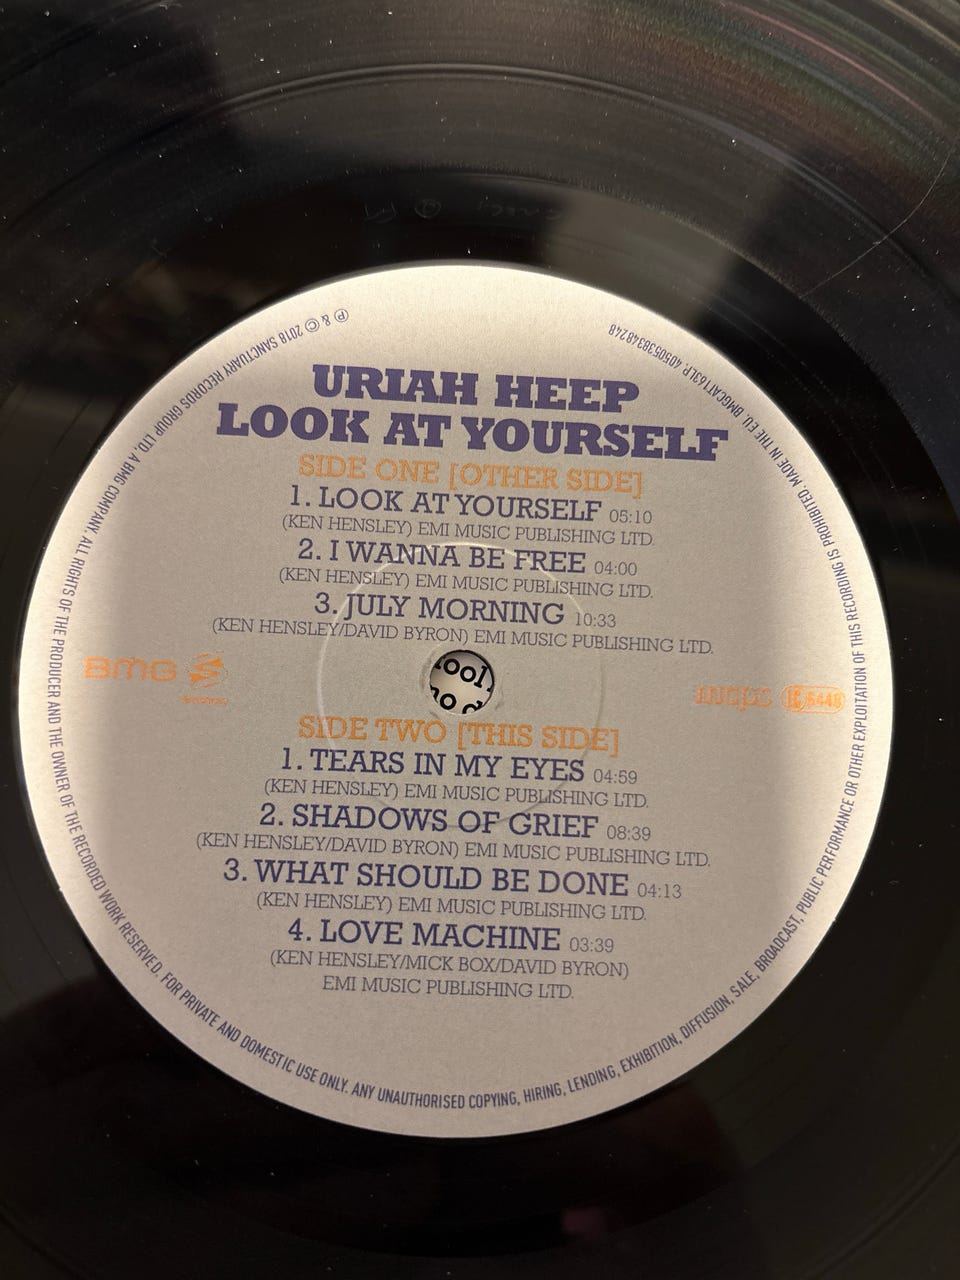 URIAH HEEP
LOOK AT YOURSELF
SIDE ONE [OTHER SIDE]
1. LOOK AT YOURSELF 05:10
(KEN HENSLEY) EMI MUSIC PUBLISHING LTD.
2. I WANNA BE FREE 04:00
(KEN HENSLEY) EMI MUSIC PUBLISHING LTD.
3. JULY MORNING 10:33
(KEN HENSLEY/DAVID BYRON) EMI MUSIC PUBLISHING LTD.
BMG
mcps
SIDE TWO [THIS SIDE]
1. TEARS IN MY EYES 04:59
(KEN HENSLEY) EMI MUSIC PUBLISHING LTD.
2. SHADOWS OF GRIEF 08:39
(KEN HENSLEY/DAVID BYRON) EMI MUSIC PUBLISHING LTD.
3. WHAT SHOULD BE DONE 04:13
(KEN HENSLEY) EMI MUSIC PUBLISHING LTD.
4. LOVE MACHINE 03:39
(KEN HENSLEY/MICK BOX/DAVID BYRON)
EMI MUSIC PUBLISHING LTD.
℗ & © 2018 SANCTUARY RECORDS GROUP LTD. A BMG COMPANY. ALL RIGHTS OF THE PRODUCER AND THE OWNER OF THE RECORDED WORK RESERVED. FOR PRIVATE AND DOMESTIC USE ONLY. ANY UNAUTHORISED COPYING, HIRING, LENDING, EXHIBITION, DIFFUSION, SALE, BROADCAST, PUBLIC PERFORMANCE OR OTHER EXPLOITATION OF THIS RECORDING IS PROHIBITED. MADE IN THE EU. BMGCAT163LP. 4050538348248